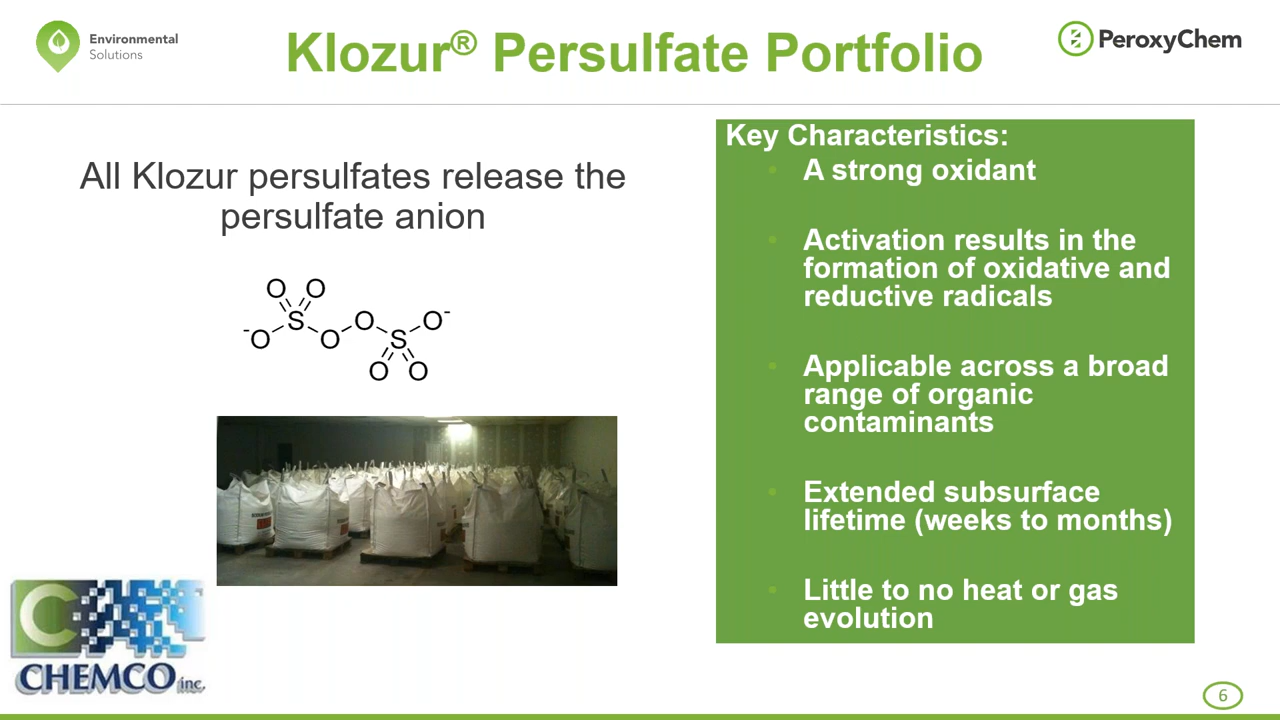 Environmental
Solutions
Klozur® Persulfate Portfolio
PeroxyChem
All Klozur persulfates release the
persulfate anion
O O
-O S O O S O-
O O
Key Characteristics:
• A strong oxidant
• Activation results in the
formation of oxidative and
reductive radicals
• Applicable across a broad
range of organic
contaminants
• Extended subsurface
lifetime (weeks to months)
• Little to no heat or gas
evolution
C
CHEMCO inc.
6